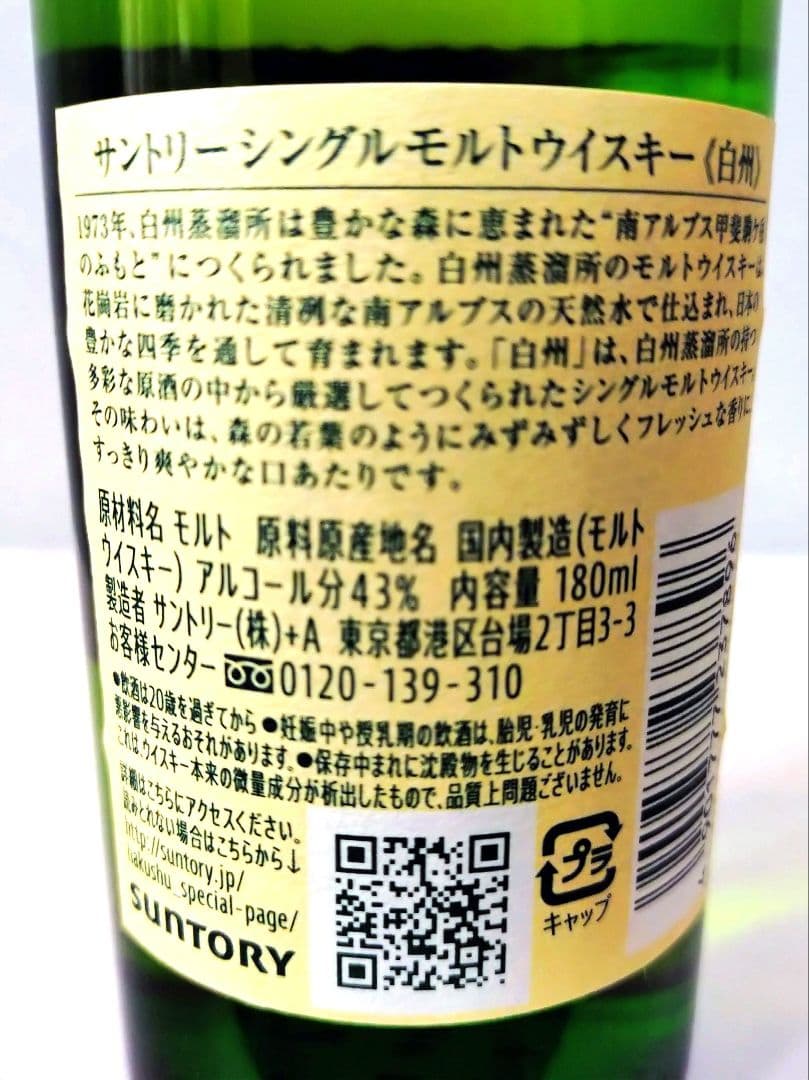 サントリー シングルモルトウイスキー《白州》
1973年、白州蒸溜所は豊かな森に恵まれた“南アルプス甲斐駒ケ岳
のふもと”につくられました。白州蒸溜所のモルトウイスキーは、
花崗岩に磨かれた清冽な南アルプスの天然水で仕込まれ、日本の
豊かな四季を通して育まれます。「白州」は、白州蒸溜所の持つ
多彩な原酒の中から厳選してつくられたシングルモルトウイスキー。
その味わいは、森の若葉のようにみずみずしくフレッシュな香りに、
すっきり爽やかな口あたりです。
原材料名 モルト 原料原産地名 国内製造(モルト
ウイスキー) アルコール分43% 内容量 180ml
製造者 サントリー(株)+A 東京都港区台場2丁目3-3
お客様センター 0120-139-310
●飲酒は20歳を過ぎてから ●妊娠中や授乳期の飲酒は、胎児・乳児の発育に
悪影響を与えるおそれがあります。●保存中まれに沈殿物を生じることがあります。
これは、ウイスキー本来の微量成分が析出したもので、品質上問題ございません。
詳細はこちらにアクセスください。
読みとれない場合はこちらから↓
http://suntory.jp/
hakushu_special-page/
SUNTORY
プラ
キャップ